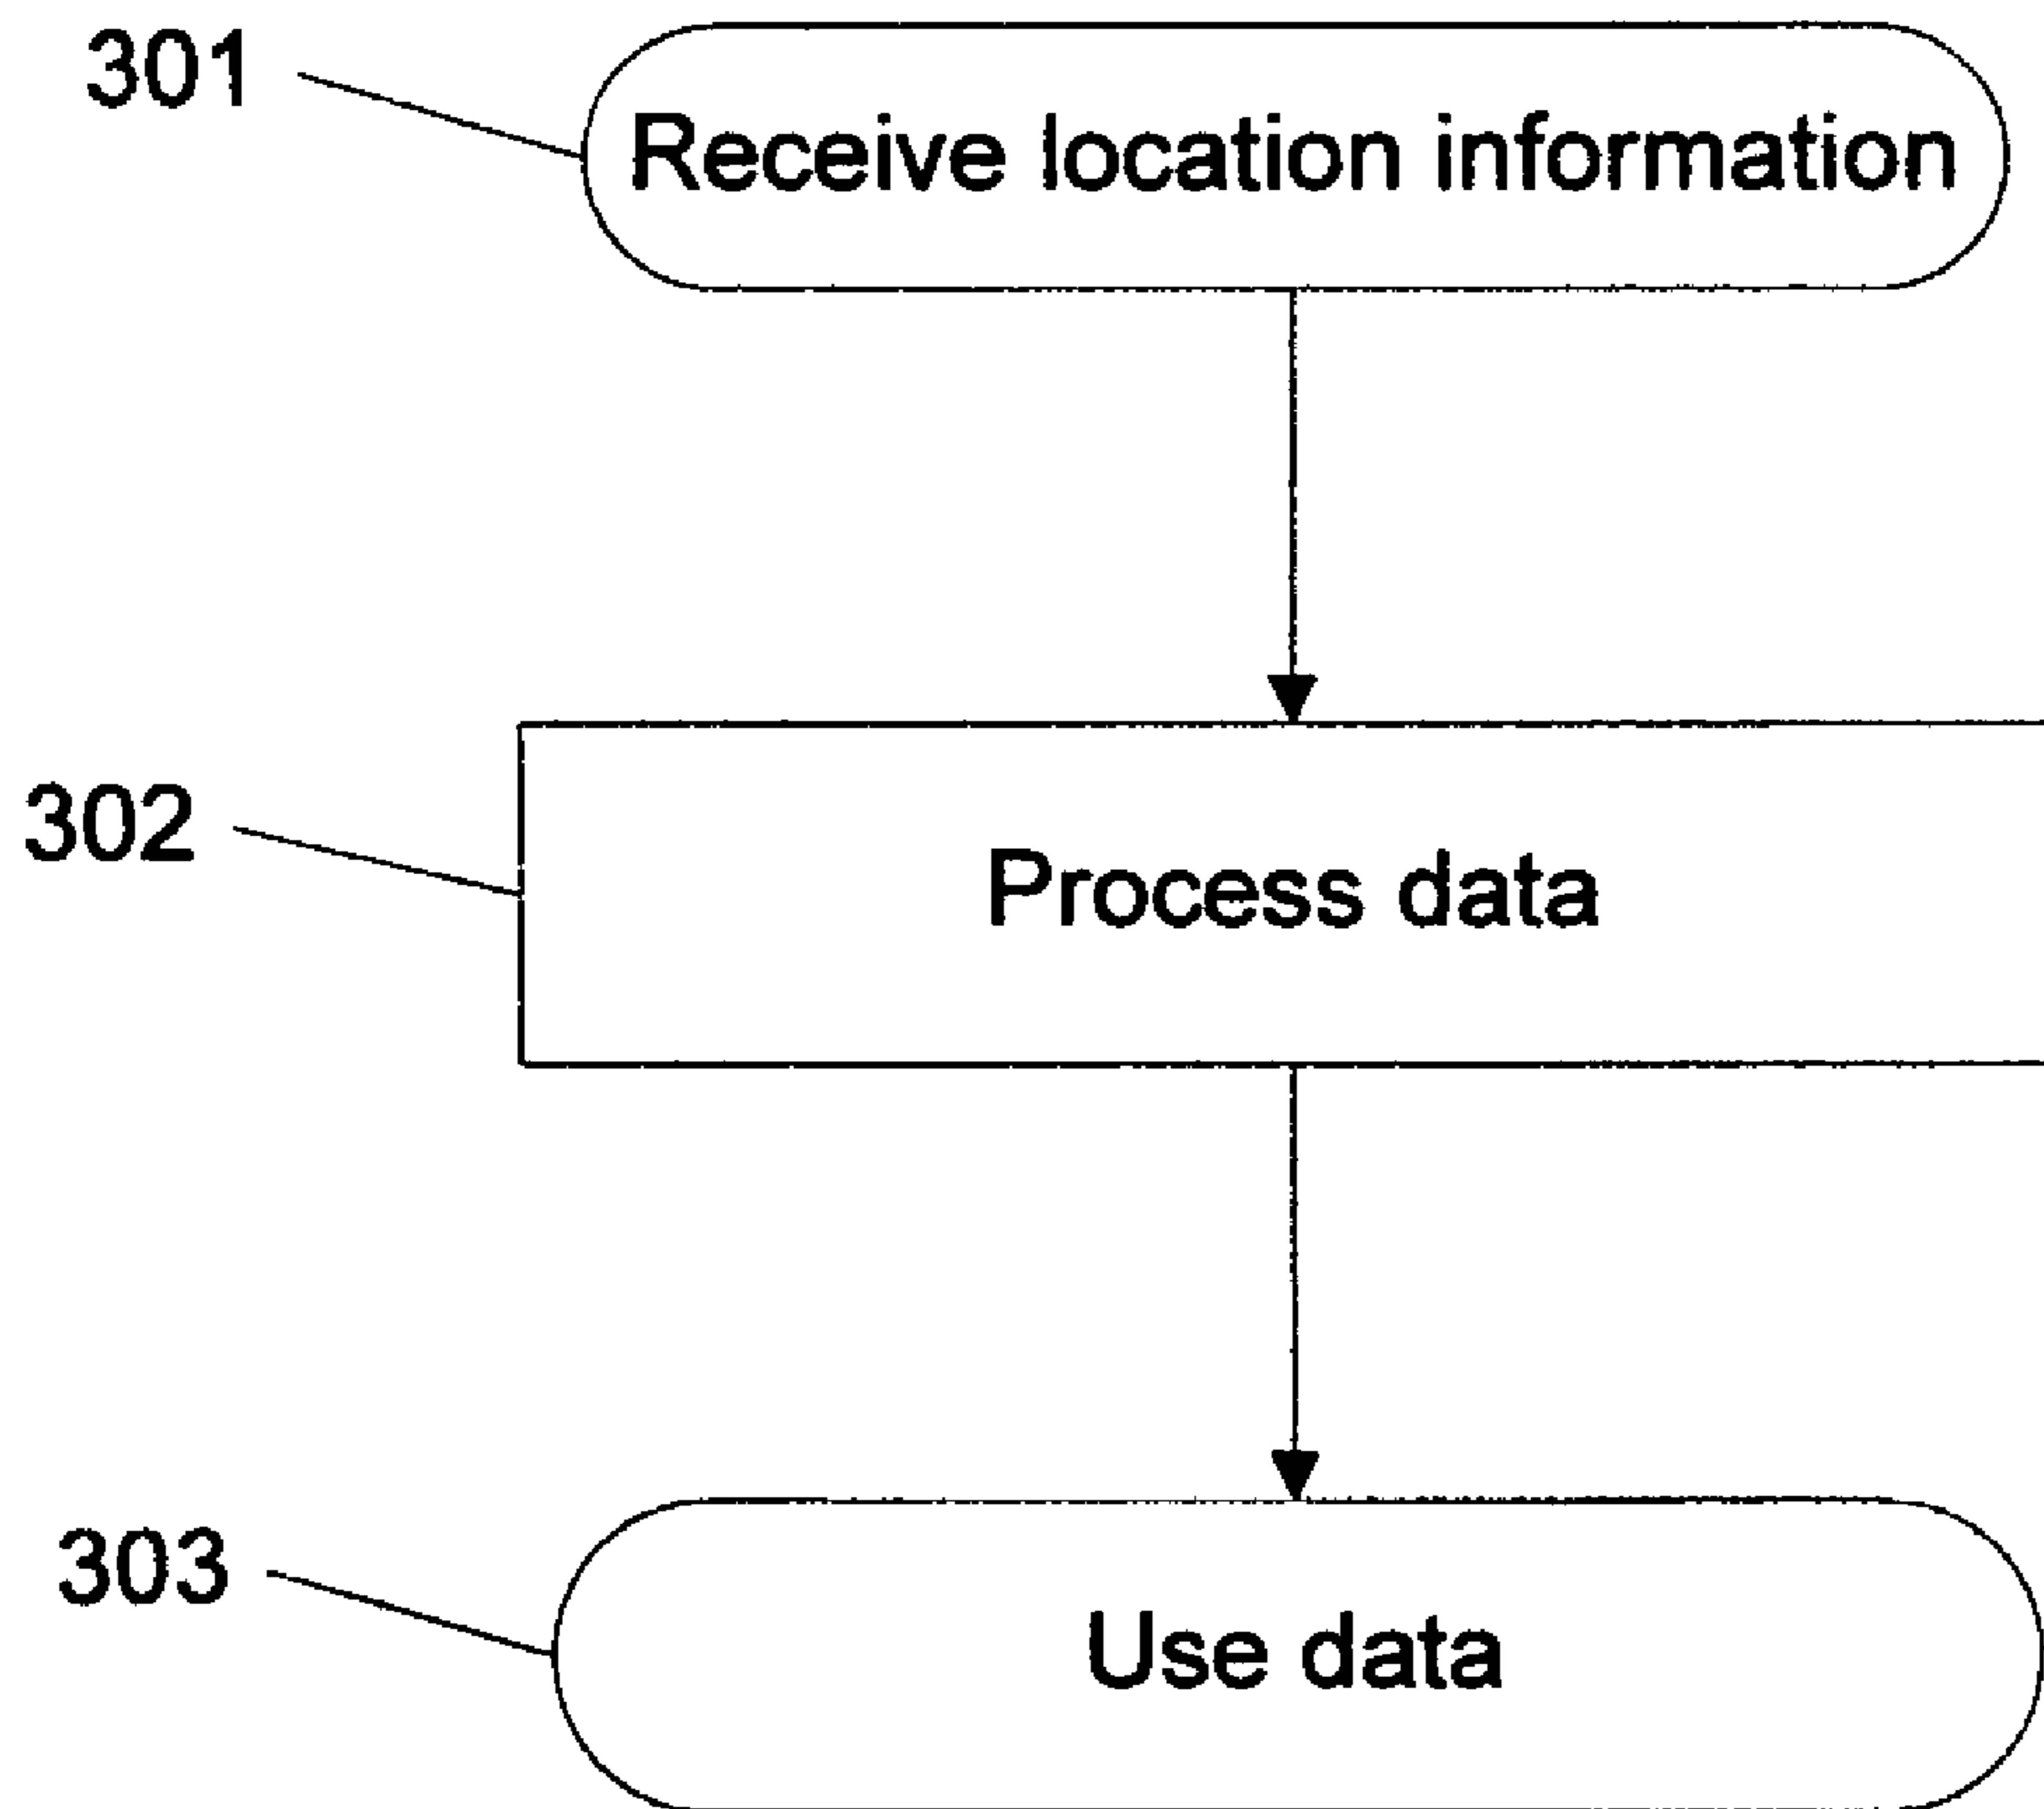 301
Receive location information
302
Process data
303
Use data